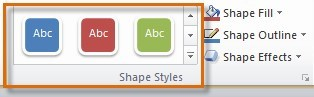 Abc Abc Abc Shape Fill
Shape Outline
Shape Effects
Shape Styles